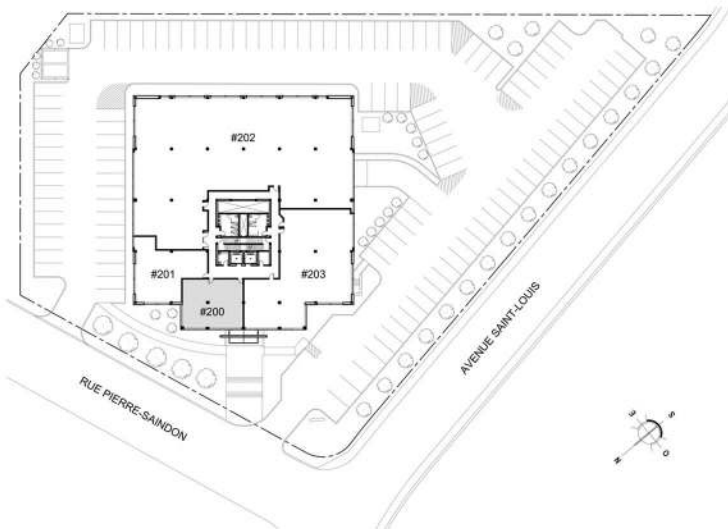 #202
#201
#203
#200
RUE PIERRE-SAINDON
AVENUE SAINT-LOUIS
E
S
N
O